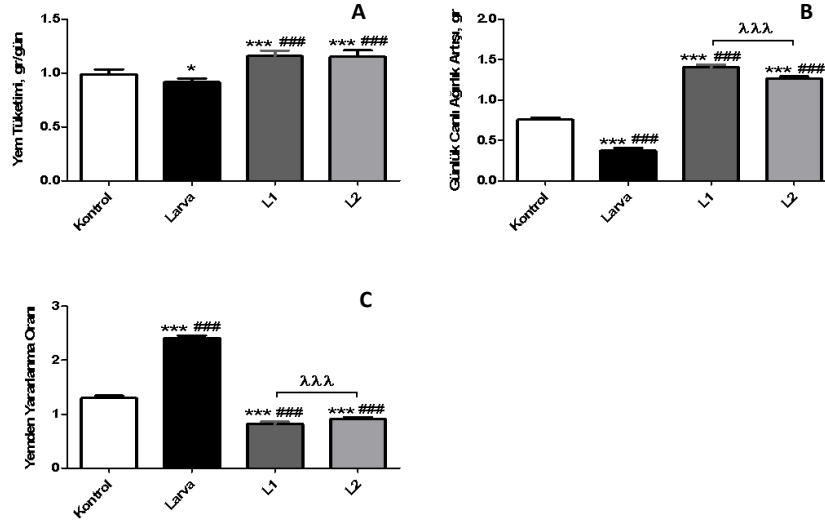 A
Yem Tüketimi, gr/gün
1.5
1.0
0.5
0.0
*
*** ###
*** ###
Kontrol
Larva
L1
L2
B
Günlük Canlı Ağırlık Artışı, gr
2.0
1.5
1.0
0.5
0.0
*** ###
*** ###
λλλ
*** ###
Kontrol
Larva
L1
L2
C
Yemden Yararlanma Oranı
3
2
1
0
*** ###
λλλ
*** ###
*** ###
Kontrol
Larva
L1
L2